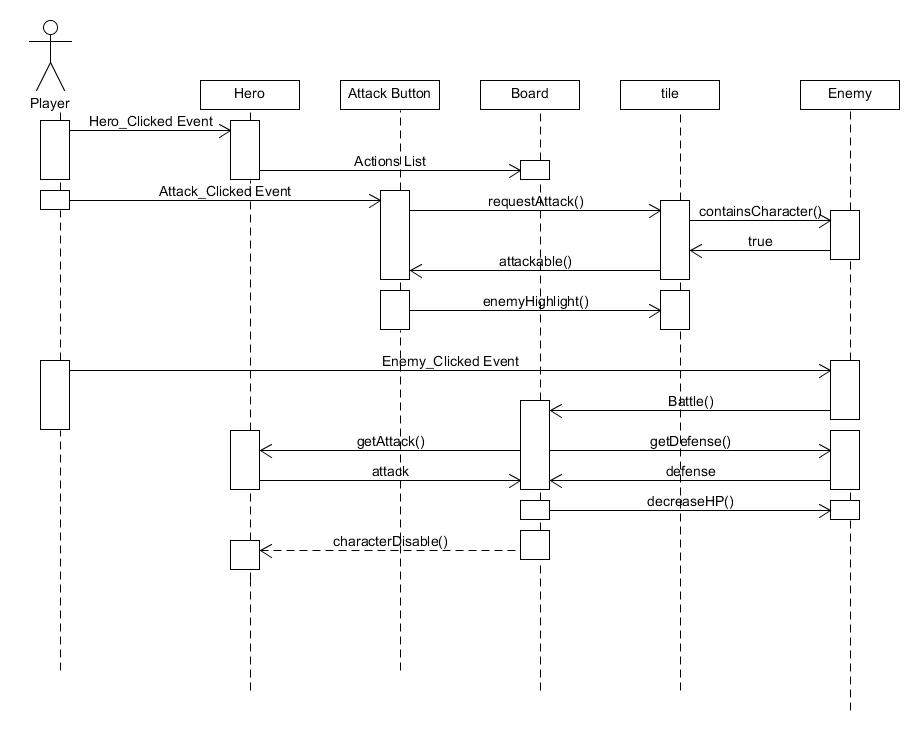 Player
Hero
Attack Button
Board
tile
Enemy
Hero_Clicked Event
Actions List
Attack_Clicked Event
requestAttack()
containsCharacter()
true
attackable()
enemyHighlight()
Enemy_Clicked Event
Battle()
getAttack()
getDefense()
attack
defense
decreaseHP()
characterDisable()